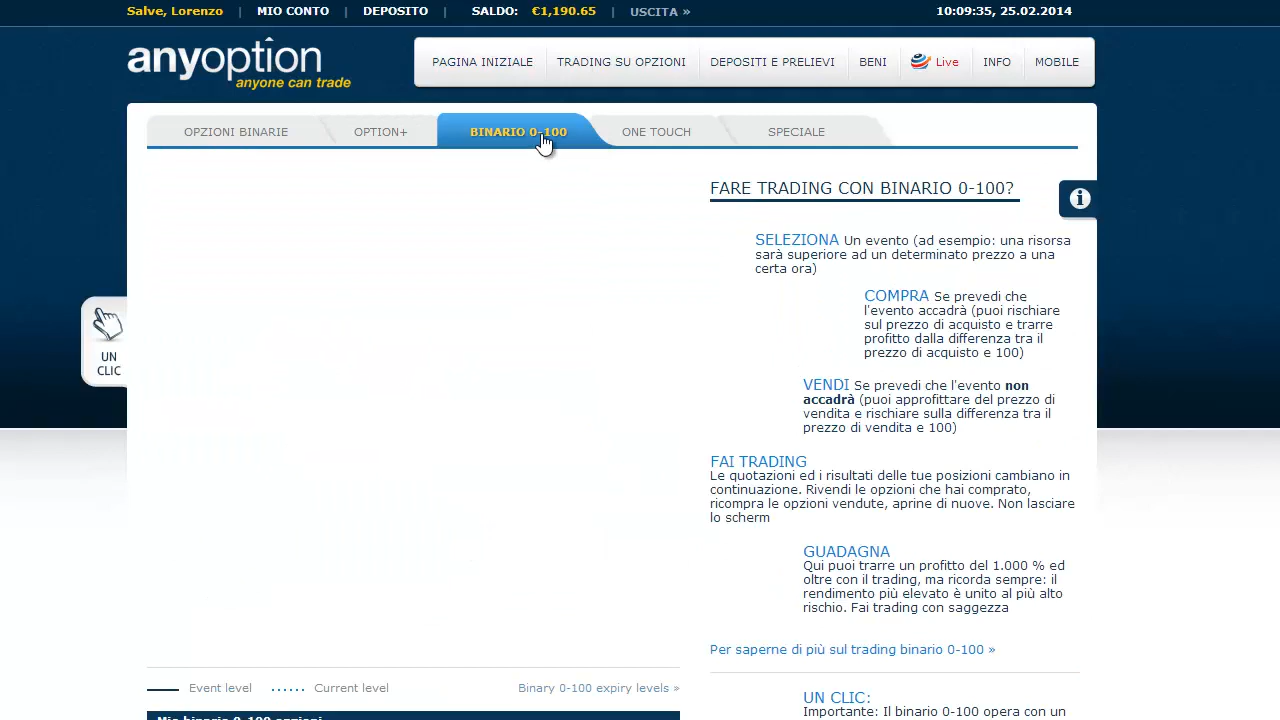 Salve, Lorenzo | MIO CONTO | DEPOSITO | SALDO: €1,190.65 | USCITA » 10:09:35, 25.02.2014
anyoption
anyone can trade
PAGINA INIZIALE TRADING SU OPZIONI DEPOSITI E PRELIEVI BENI Live INFO MOBILE
OPZIONI BINARIE OPTION+ BINARIO 0-100 ONE TOUCH SPECIALE
FARE TRADING CON BINARIO 0-100?
SELEZIONA Un evento (ad esempio: una risorsa
sarà superiore ad un determinato prezzo a una
certa ora)
COMPRA Se prevedi che
l'evento accadrà (puoi rischiare
sul prezzo di acquisto e trarre
profitto dalla differenza tra il
prezzo di acquisto e 100)
UN
CLIC
VENDI Se prevedi che l'evento non
accadrà (puoi approfittare del prezzo di
vendita e rischiare sulla differenza tra il
prezzo di vendita e 100)
FAI TRADING
Le quotazioni ed i risultati delle tue posizioni cambiano in
continuazione. Rivendi le opzioni che hai comprato,
ricompra le opzioni vendute, aprine di nuove. Non lasciare
lo scherm
GUADAGNA
Qui puoi trarre un profitto del 1.000 % ed
oltre con il trading, ma ricorda sempre: il
rendimento più elevato è unito al più alto
rischio. Fai trading con saggezza
Per saperne di più sul trading binario 0-100 »
Event level Current level Binary 0-100 expiry levels »
UN CLIC:
Importante: Il binario 0-100 opera con un
Mie binario 0-100 opzioni